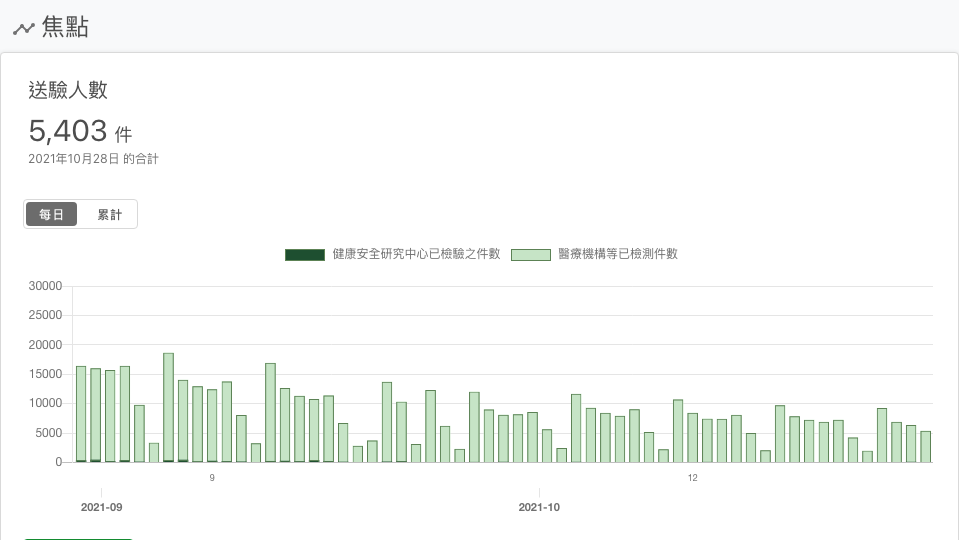 焦點
送驗人數
5,403 件
2021年10月28日 的合計
每日 累計
健康安全研究中心已檢驗之件數 醫療機構等已檢測件數
30000
25000
20000
15000
10000
5000
0
9 12
2021-09 2021-10